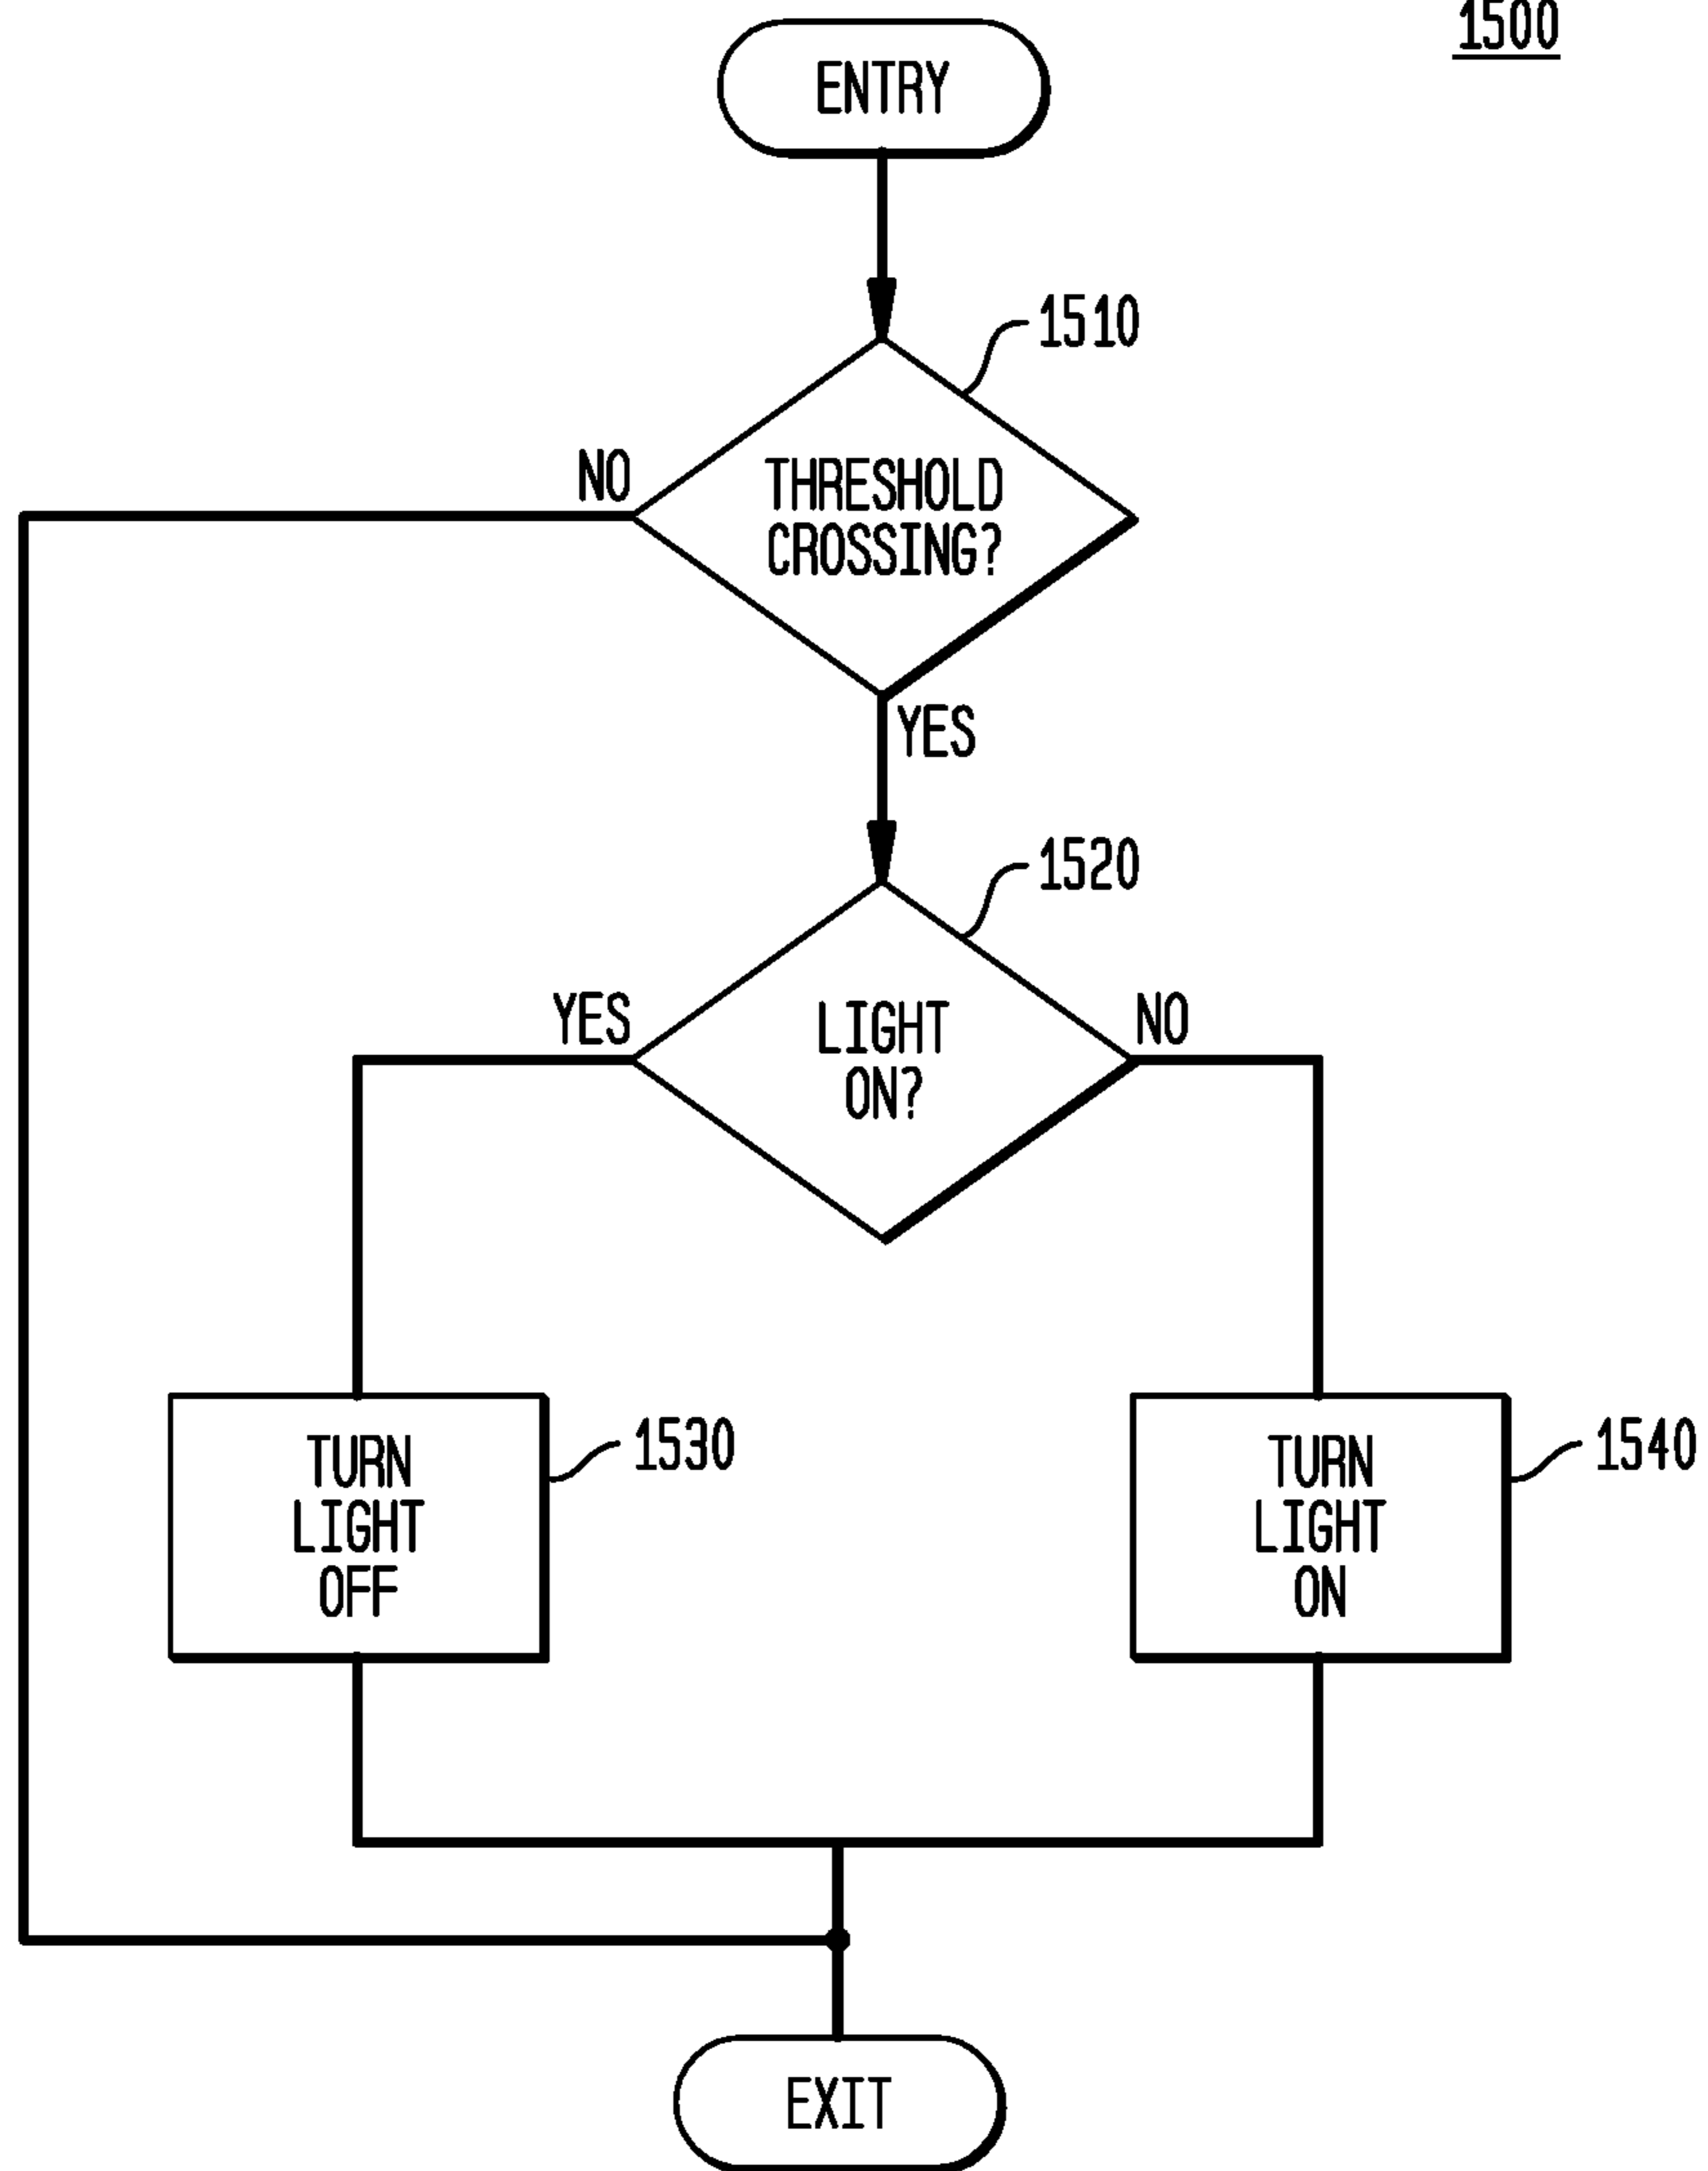 1500
ENTRY
1510
NO
THRESHOLD
CROSSING?
YES
1520
YES
LIGHT
ON?
NO
TURN
LIGHT
OFF
1530
TURN
LIGHT
ON
1540
EXIT